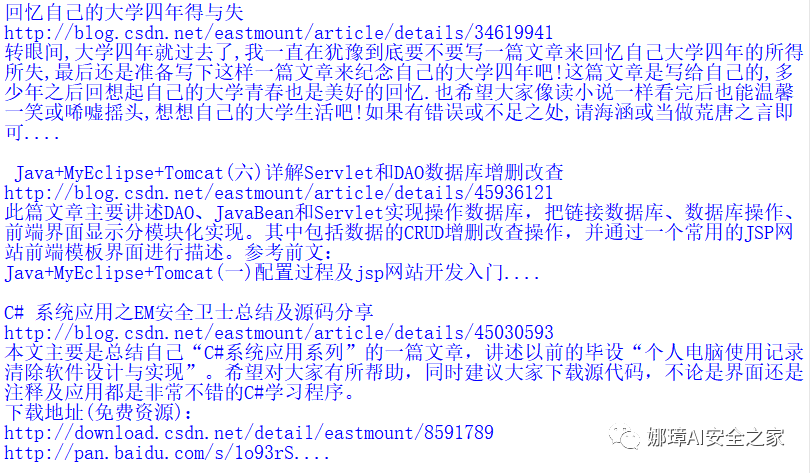 回忆自己的大学四年得与失
http://blog.csdn.net/eastmount/article/details/34619941
转眼间,大学四年就过去了,我一直在犹豫到底要不要写一篇文章来回忆自己大学四年的所得
所失,最后还是准备写下这样一篇文章来纪念自己的大学四年吧!这篇文章是写给自己的,多
少年之后回想起自己的大学青春也是美好的回忆.也希望大家像读小说一样看完后也能温馨
一笑或唏嘘摇头,想想自己的大学生活吧!如果有错误或不足之处,请海涵或当做荒唐之言即
可....
Java+MyEclipse+Tomcat(六)详解Servlet和DAO数据库增删改查
http://blog.csdn.net/eastmount/article/details/45936121
此篇文章主要讲述DAO、JavaBean和Servlet实现操作数据库，把链接数据库、数据库操作、
前端界面显示分模块化实现。其中包括数据的CRUD增删改查操作，并通过一个常用的JSP网
站前端模板界面进行描述。参考前文：
Java+MyEclipse+Tomcat(一)配置过程及jsp网站开发入门....
C# 系统应用之EM安全卫士总结及源码分享
http://blog.csdn.net/eastmount/article/details/45030593
本文主要是总结自己“C#系统应用系列”的一篇文章，讲述以前的毕设“个人电脑使用记录
清除软件设计与实现”。希望对大家有所帮助，同时建议大家下载源代码，不论是界面还是
注释及应用都是非常不错的C#学习程序。
下载地址(免费资源)：
http://download.csdn.net/detail/eastmount/8591789
http://pan.baidu.com/s/1o93rS....
娜璋AI安全之家